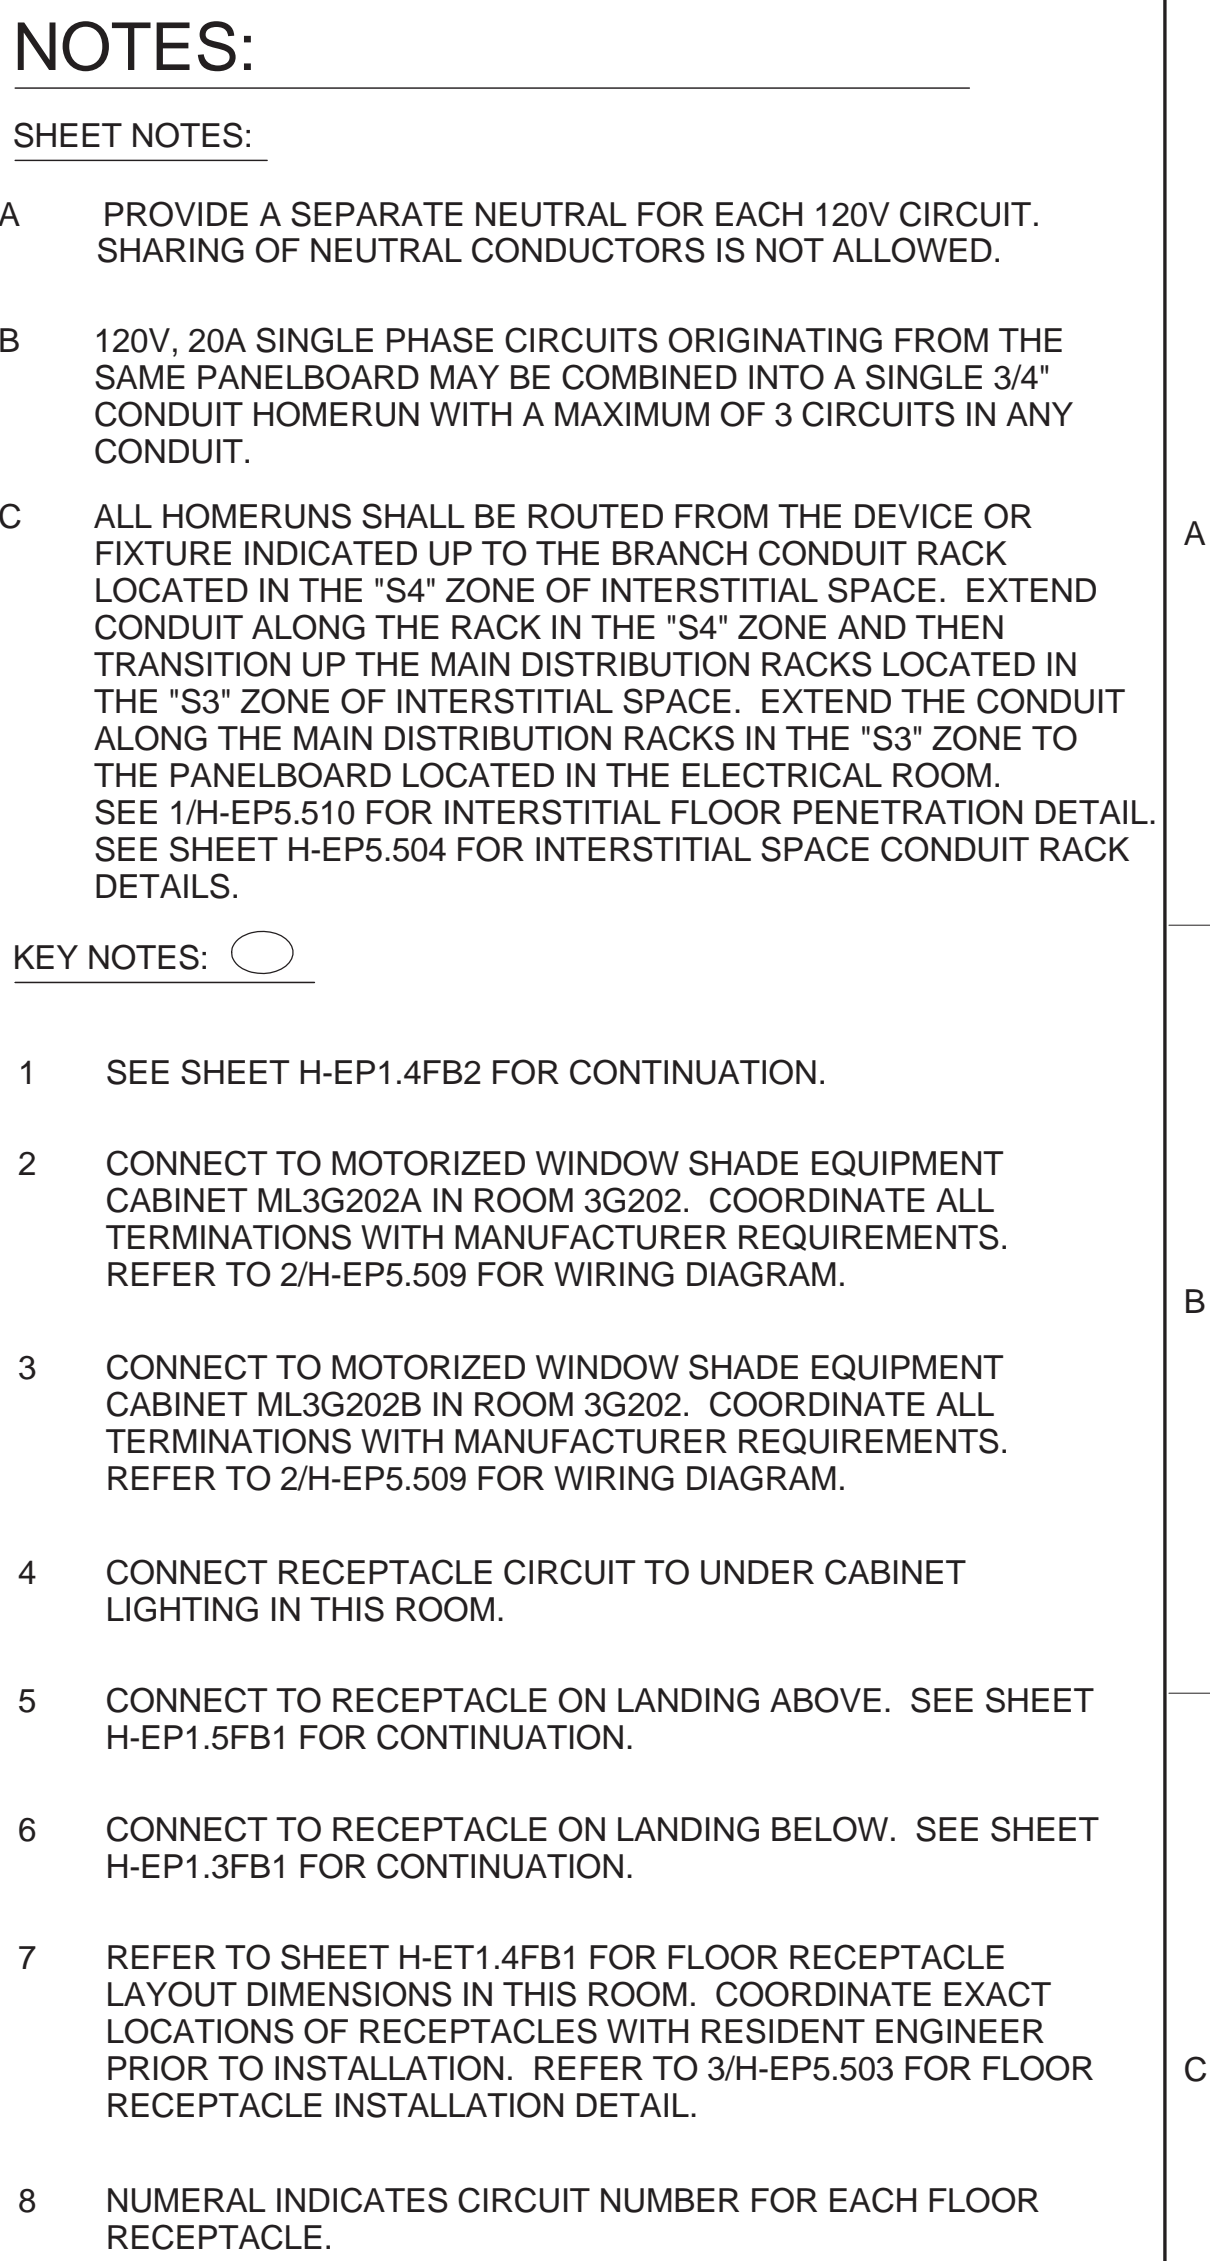 NOTES:
SHEET NOTES:
A PROVIDE A SEPARATE NEUTRAL FOR EACH 120V CIRCUIT.
SHARING OF NEUTRAL CONDUCTORS IS NOT ALLOWED.
B 120V, 20A SINGLE PHASE CIRCUITS ORIGINATING FROM THE
SAME PANELBOARD MAY BE COMBINED INTO A SINGLE 3/4"
CONDUIT HOMERUN WITH A MAXIMUM OF 3 CIRCUITS IN ANY
CONDUIT.
C ALL HOMERUNS SHALL BE ROUTED FROM THE DEVICE OR
FIXTURE INDICATED UP TO THE BRANCH CONDUIT RACK
LOCATED IN THE "S4" ZONE OF INTERSTITIAL SPACE. EXTEND
CONDUIT ALONG THE RACK IN THE "S4" ZONE AND THEN
TRANSITION UP THE MAIN DISTRIBUTION RACKS LOCATED IN
THE "S3" ZONE OF INTERSTITIAL SPACE. EXTEND THE CONDUIT
ALONG THE MAIN DISTRIBUTION RACKS IN THE "S3" ZONE TO
THE PANELBOARD LOCATED IN THE ELECTRICAL ROOM.
SEE 1/H-EP5.510 FOR INTERSTITIAL FLOOR PENETRATION DETAIL.
SEE SHEET H-EP5.504 FOR INTERSTITIAL SPACE CONDUIT RACK
DETAILS.
KEY NOTES:
1 SEE SHEET H-EP1.4FB2 FOR CONTINUATION.
2 CONNECT TO MOTORIZED WINDOW SHADE EQUIPMENT
CABINET ML3G202A IN ROOM 3G202. COORDINATE ALL
TERMINATIONS WITH MANUFACTURER REQUIREMENTS.
REFER TO 2/H-EP5.509 FOR WIRING DIAGRAM.
3 CONNECT TO MOTORIZED WINDOW SHADE EQUIPMENT
CABINET ML3G202B IN ROOM 3G202. COORDINATE ALL
TERMINATIONS WITH MANUFACTURER REQUIREMENTS.
REFER TO 2/H-EP5.509 FOR WIRING DIAGRAM.
4 CONNECT RECEPTACLE CIRCUIT TO UNDER CABINET
LIGHTING IN THIS ROOM.
5 CONNECT TO RECEPTACLE ON LANDING ABOVE. SEE SHEET
H-EP1.5FB1 FOR CONTINUATION.
6 CONNECT TO RECEPTACLE ON LANDING BELOW. SEE SHEET
H-EP1.3FB1 FOR CONTINUATION.
7 REFER TO SHEET H-ET1.4FB1 FOR FLOOR RECEPTACLE
LAYOUT DIMENSIONS IN THIS ROOM. COORDINATE EXACT
LOCATIONS OF RECEPTACLES WITH RESIDENT ENGINEER
PRIOR TO INSTALLATION. REFER TO 3/H-EP5.503 FOR FLOOR
RECEPTACLE INSTALLATION DETAIL.
8 NUMERAL INDICATES CIRCUIT NUMBER FOR EACH FLOOR
RECEPTACLE.
A
B
C